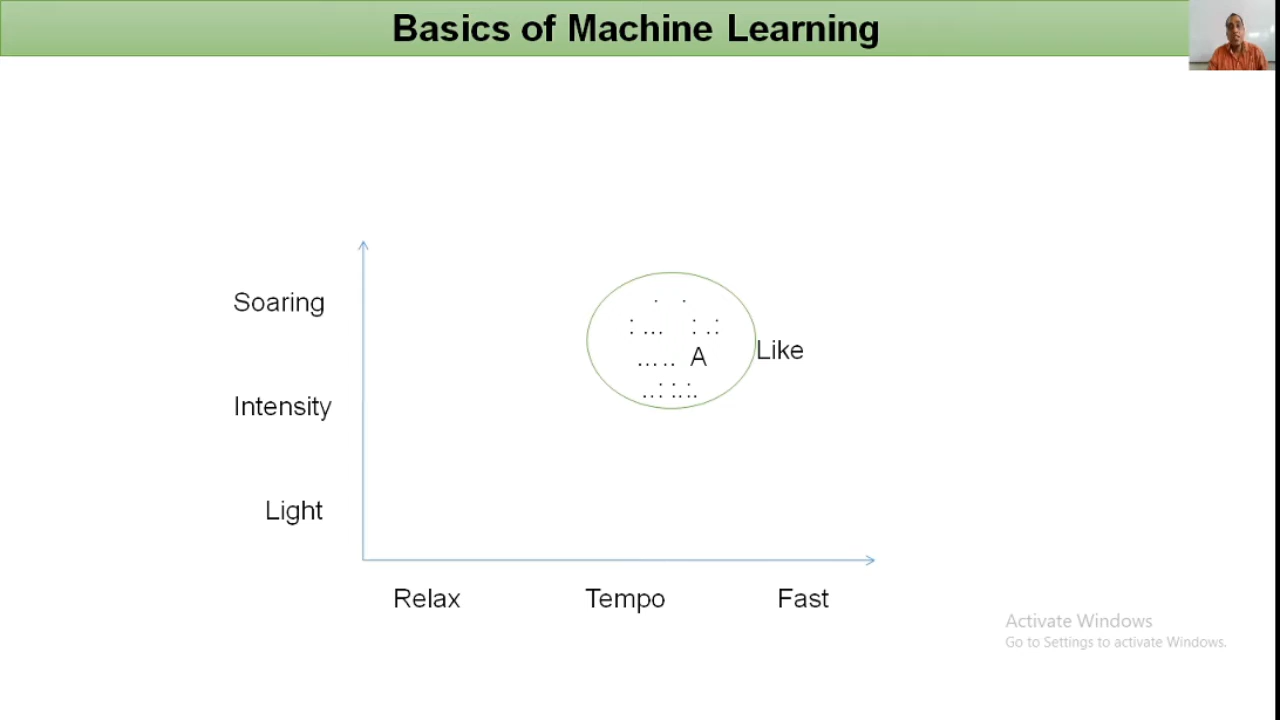 Basics of Machine Learning
Soaring
A
Like
Intensity
Light
Relax Tempo Fast
Activate Windows
Go to Settings to activate Windows.